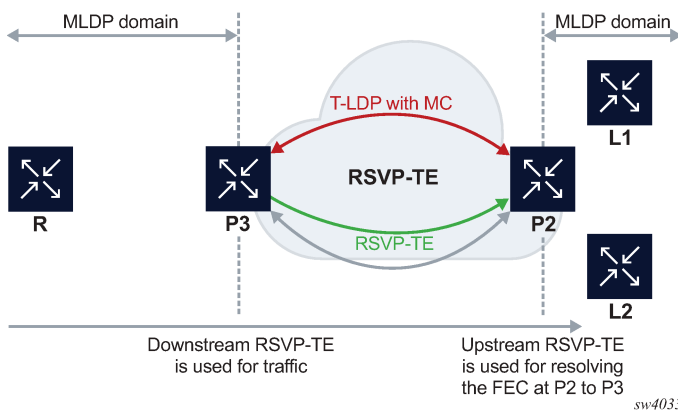 MLDP domain
MLDP domain
T-LDP with MC
L1
RSVP-TE
R
P3
P2
RSVP-TE
L2
Downstream RSVP-TE
is used for traffic
Upstream RSVP-TE
is used for resolving
the FEC at P2 to P3
sw4033